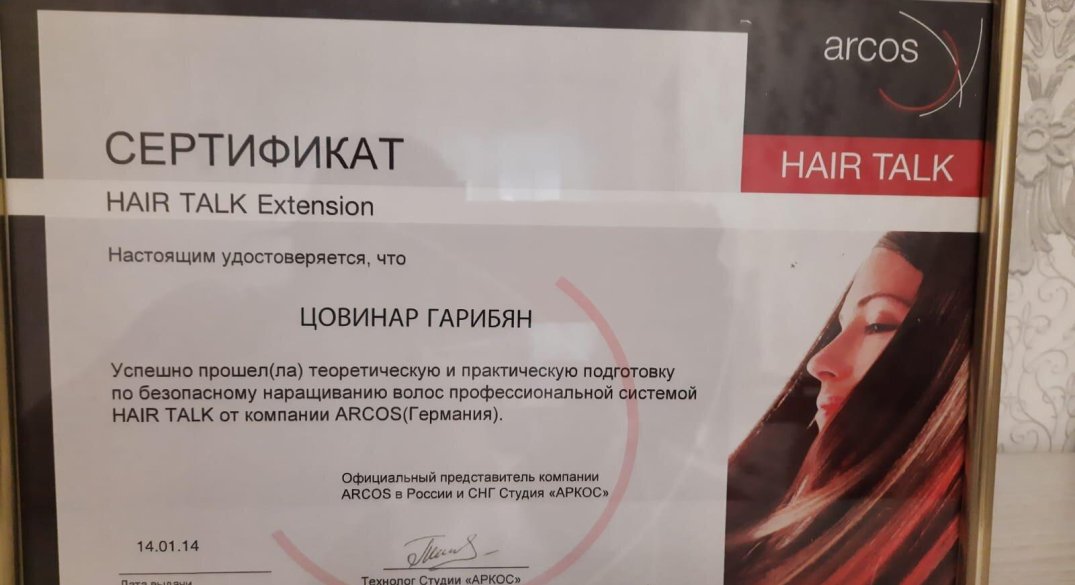 arcos
СЕРТИФИКАТ
HAIR TALK
HAIR TALK Extension
Настоящим удостоверяется, что
ЦОВИНАР ГАРИБЯН
Успешно прошел(ла) теоретическую и практическую подготовку
по безопасному наращиванию волос профессиональной системой
HAIR TALK от компании ARCOS(Германия).
Официальный представитель компании
ARCOS в России и СНГ Студия «АРКОС»
14.01.14
Дата выдачи
Технолог Студии «АРКОС»